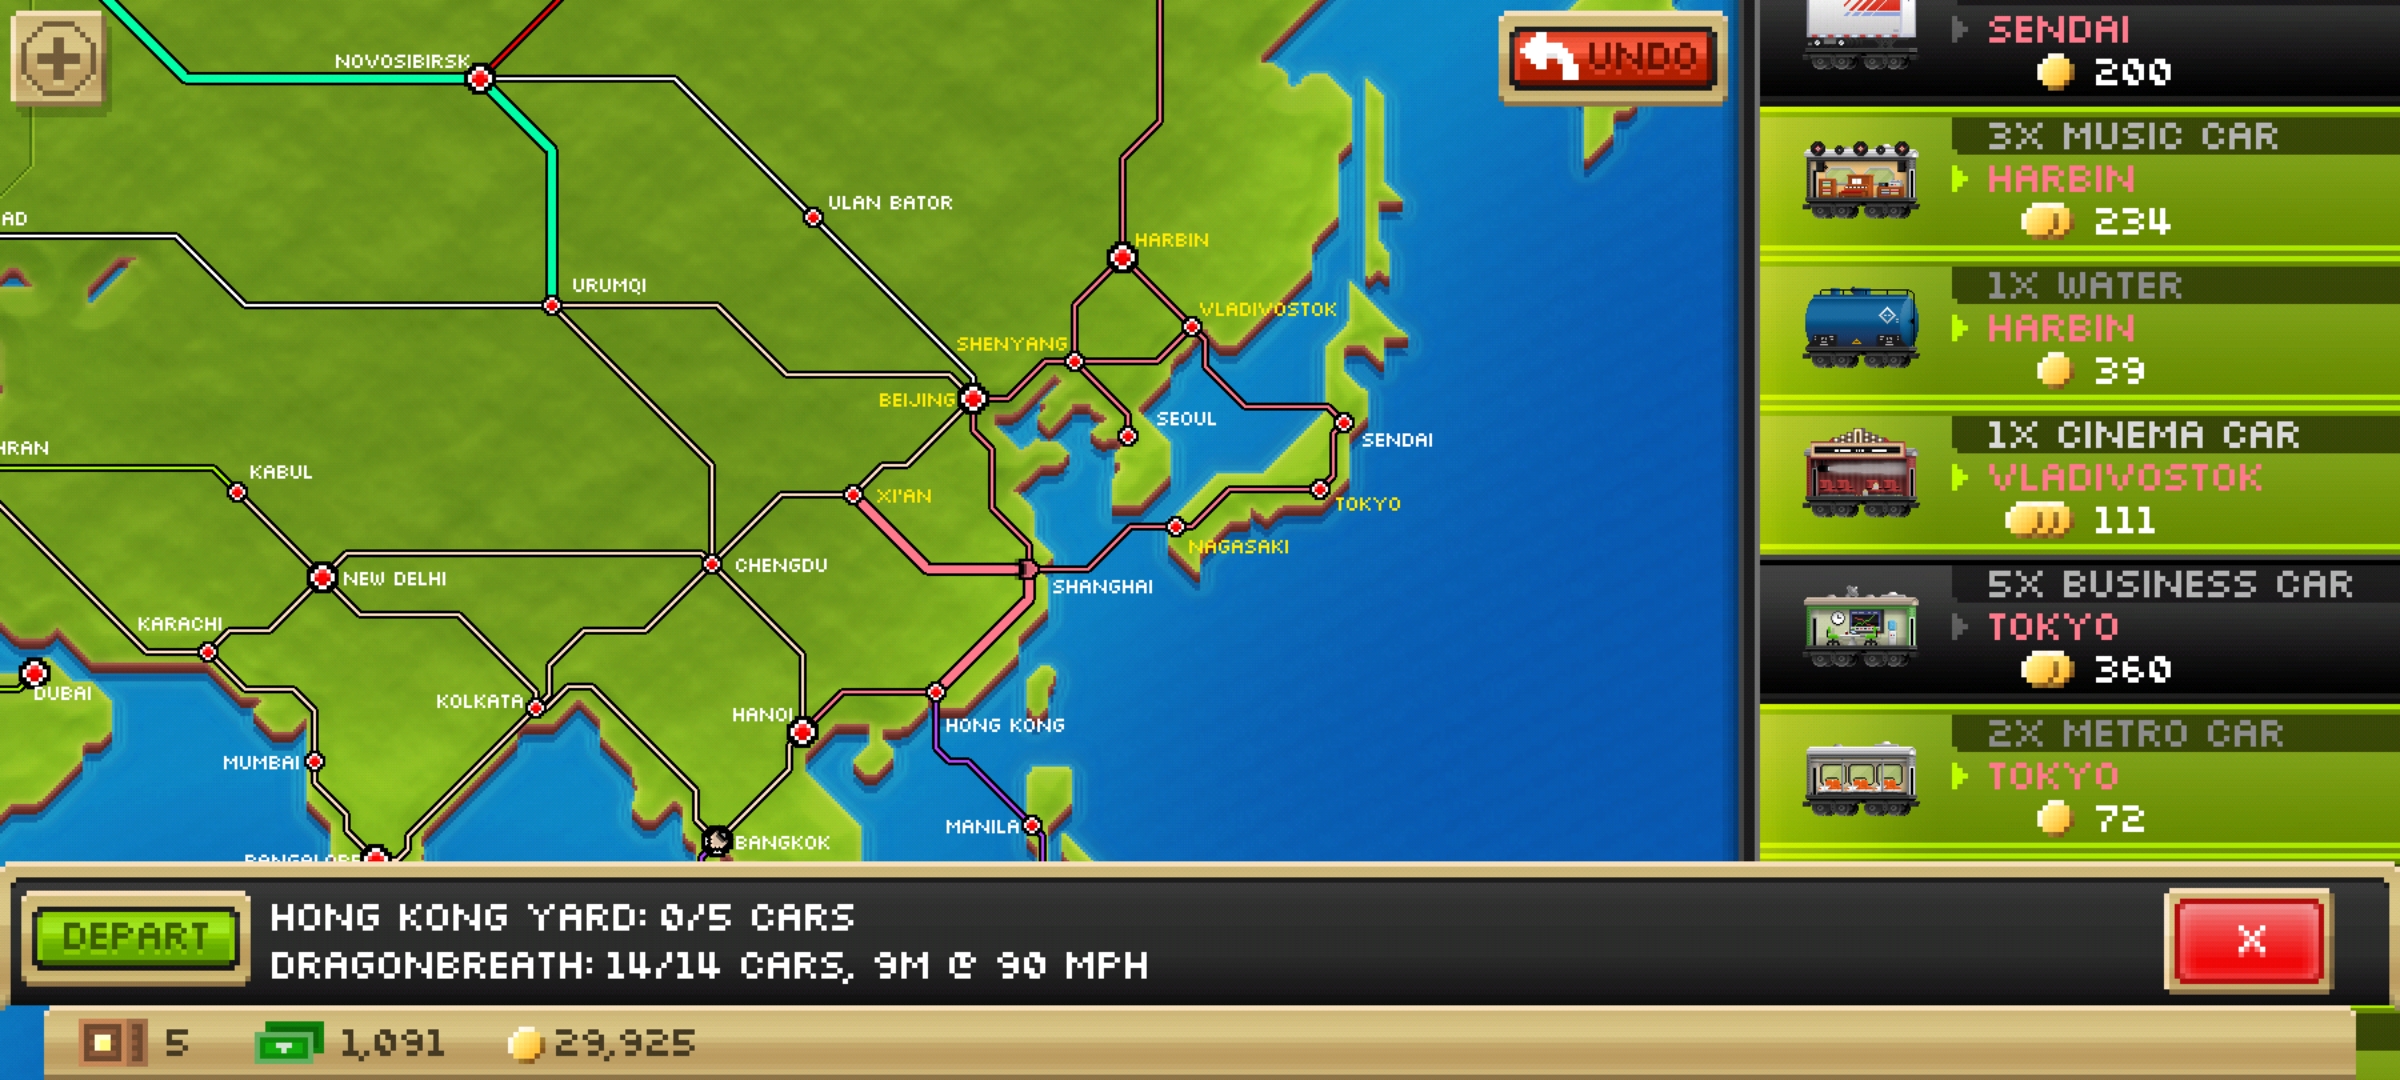 NOVOSIBIRSK
UNDO
ULAN BATOR
AD
HARBIN
URUMQI
VLADIVOSTOK
SHENYANG
BEIJING
SEOUL
SENDAI
HRAN
KABUL
XI'AN
TOKYO
NAGASAKI
CHENGDU
NEW DELHI
SHANGHAI
KARACHI
DUBAI
KOLKATA
HANOI
HONG KONG
MUMBAI
MANILA
BANGKOK
BANGALORE
SENDAI
200
3X MUSIC CAR
HARBIN
234
1X WATER
HARBIN
39
1X CINEMA CAR
VLADIVOSTOK
111
5X BUSINESS CAR
TOKYO
360
2X METRO CAR
TOKYO
72
DEPART
HONG KONG YARD: 0/5 CARS
DRAGONBREATH: 14/14 CARS, 9M @ 90 MPH
X
5
1,091
29,925